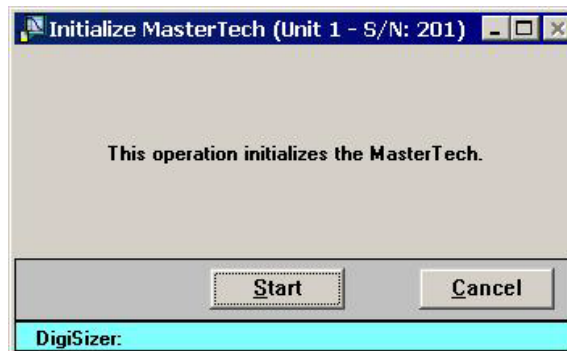 Initialize MasterTech (Unit 1 - S/N: 201)
This operation initializes the MasterTech.
Start Cancel
DigiSizer: